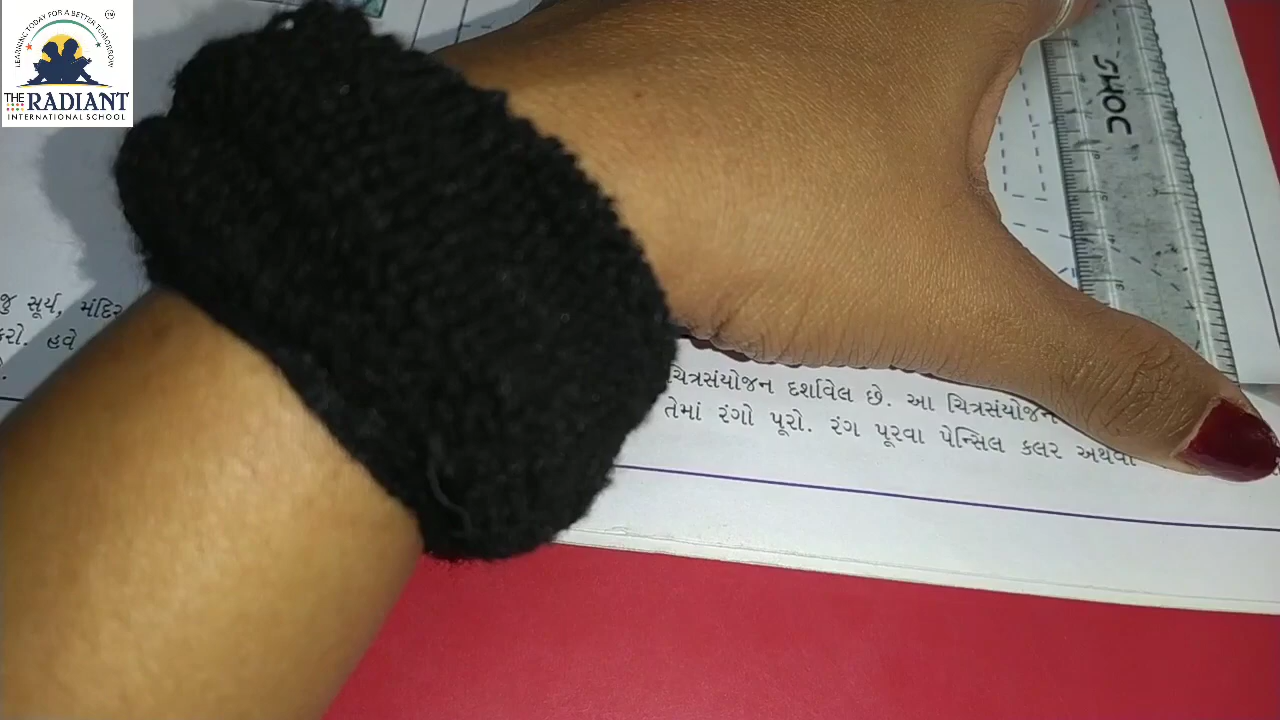 LEARNING TODAY FOR A BETTER TOMORROW
THE RADIANT
INTERNATIONAL SCHOOL
SHOC
સૂર્ય, મંદિર
કરો. હવે
ચિત્રસંયોજન દર્શાવેલ છે. આ ચિત્રસંયોજન
તેમાં રંગો પૂરો. રંગ પૂરવા પેન્સિલ કલર અથવા